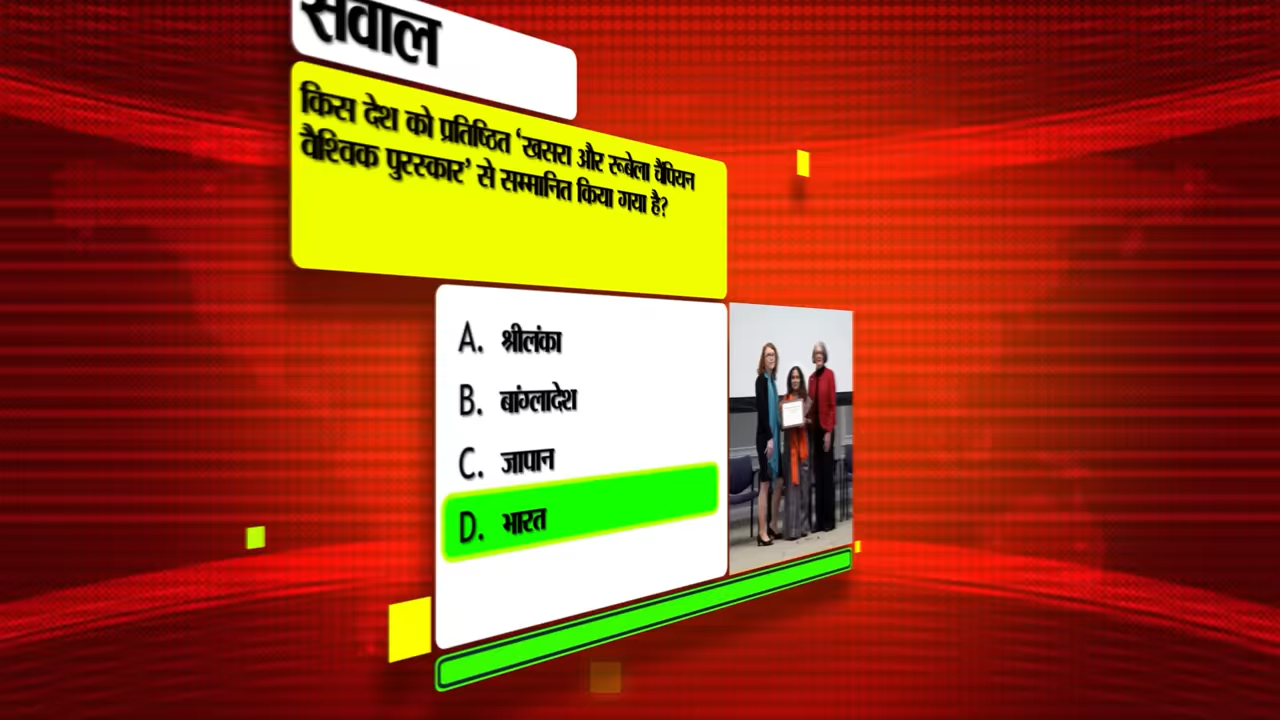 सवाल
किस देश को प्रतिष्ठित ‘खसरा और रूबेला चैंपियन
वैश्विक पुरस्कार’ से सम्मानित किया गया है?
A. श्रीलंका
B. बांग्लादेश
C. जापान
D. भारत